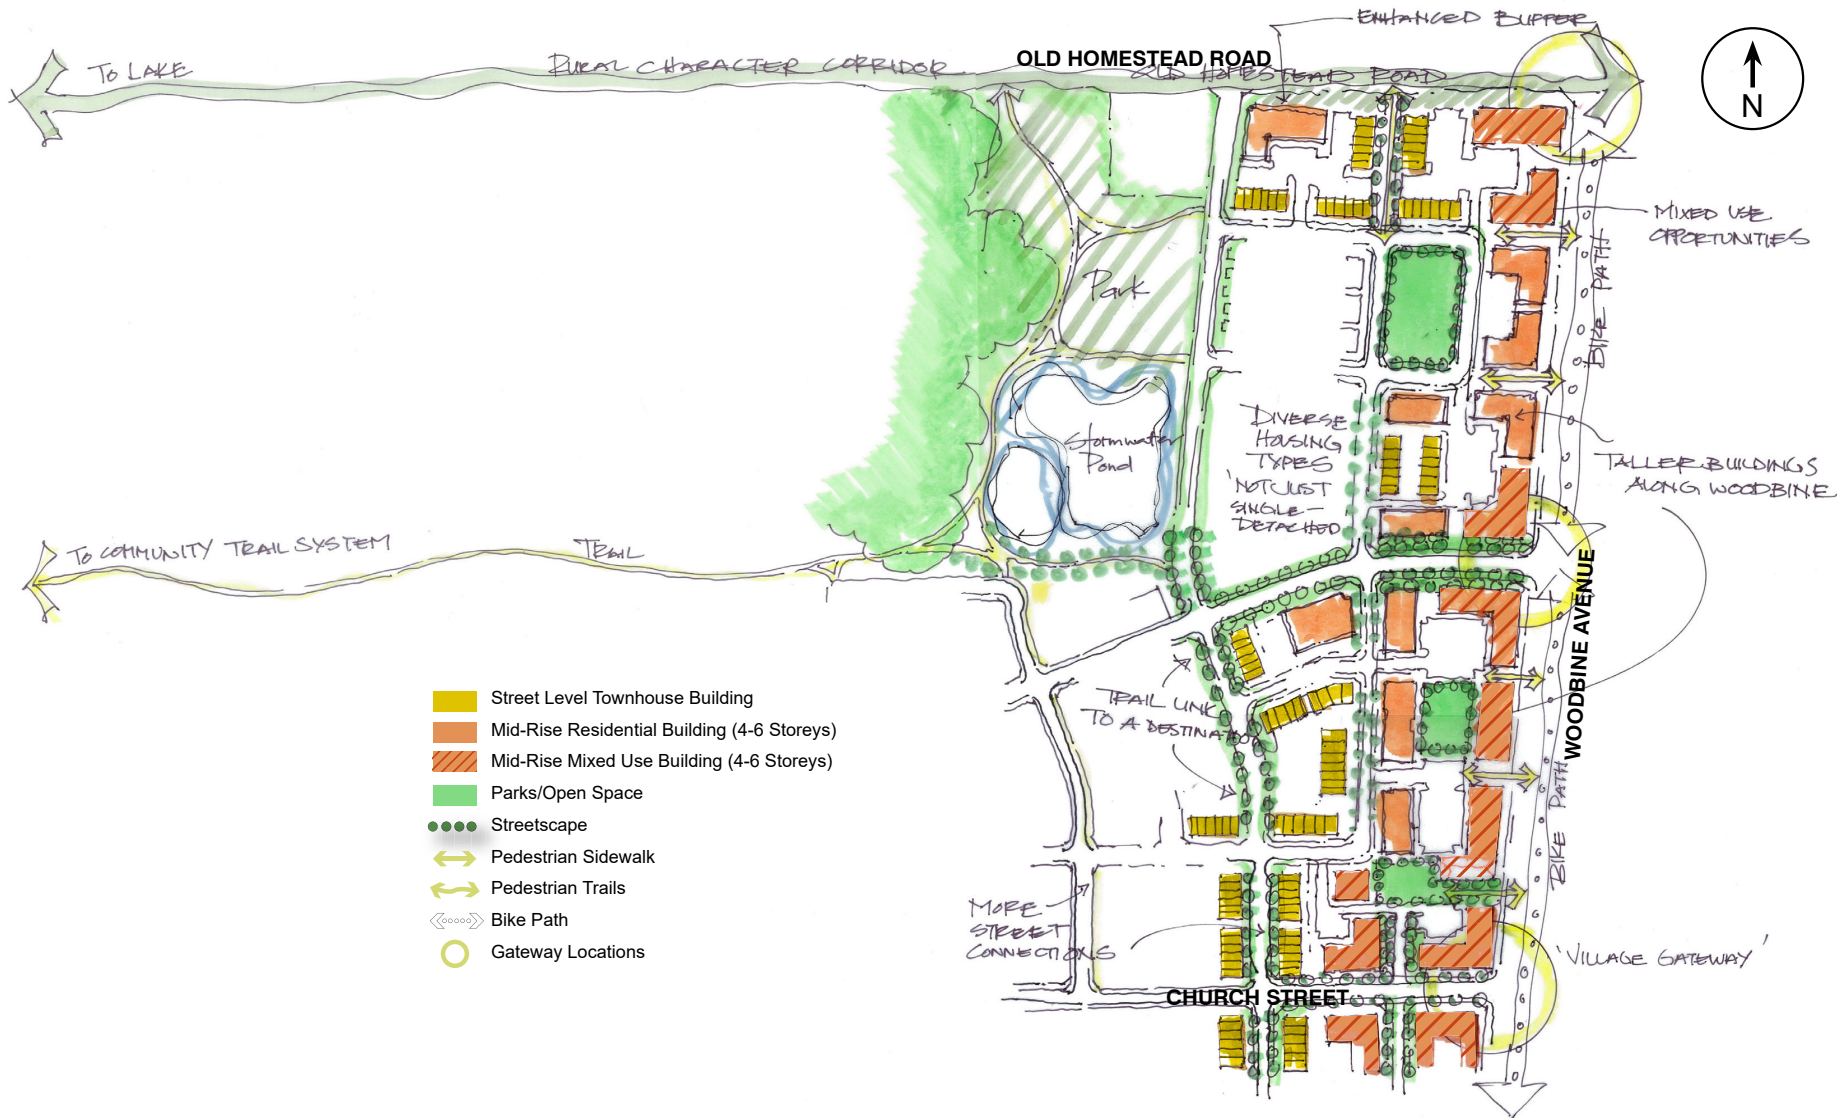 ENHANCED BUFFER
TO LAKE
RURAL CHARACTER CORRIDOR
OLD HOMESTEAD ROAD
OLD HOMESTEAD ROAD
N
MIXED USE
OPPORTUNITIES
BIKE PATH
Park
Stormwater
Pond
DIVERSE
HOUSING
TYPES
'NOT JUST
SINGLE-
DETACHED
TALLER BUILDINGS
ALONG WOODBINE
TO COMMUNITY TRAIL SYSTEM
TRAIL
WOODBINE AVENUE
TRAIL LINK
TO A DESTINATION
BIKE PATH
Street Level Townhouse Building
Mid-Rise Residential Building (4-6 Storeys)
Mid-Rise Mixed Use Building (4-6 Storeys)
Parks/Open Space
Streetscape
Pedestrian Sidewalk
Pedestrian Trails
Bike Path
Gateway Locations
MORE
STREET
CONNECTIONS
'VILLAGE GATEWAY'
CHURCH STREET